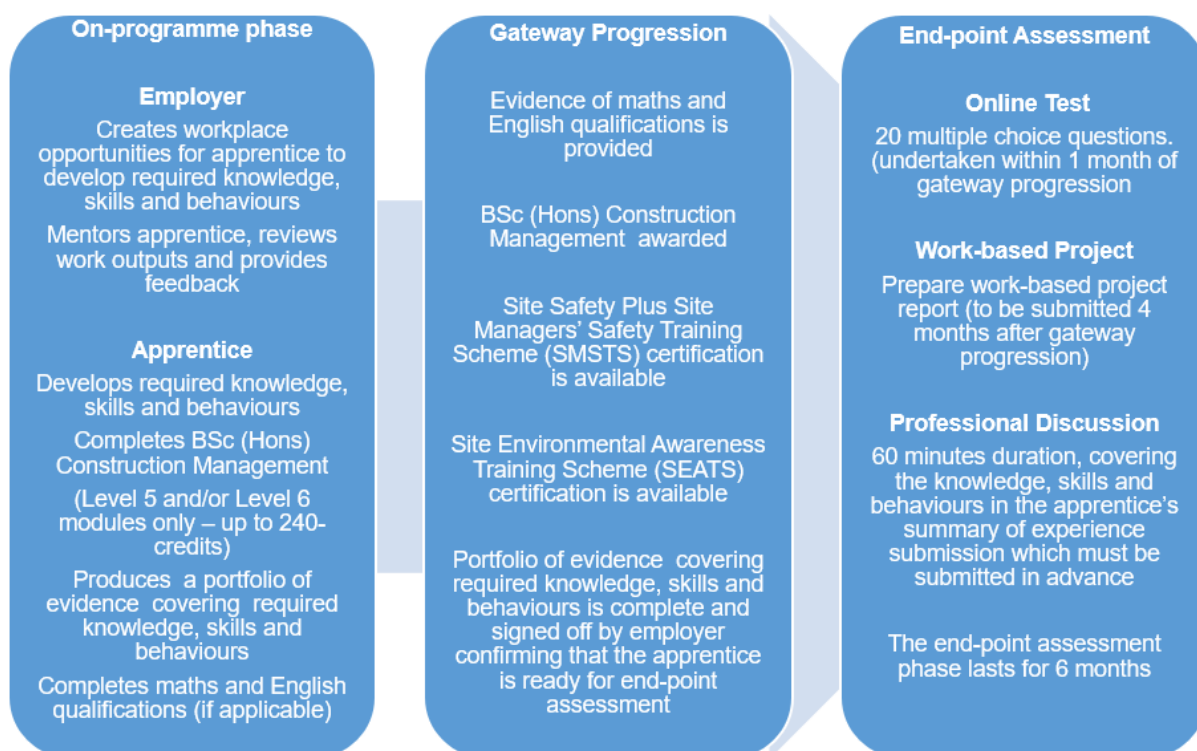 On-programme phase
Employer
Creates workplace
opportunities for apprentice to
develop required knowledge,
skills and behaviours
Mentors apprentice, reviews
work outputs and provides
feedback
Apprentice
Develops required knowledge,
skills and behaviours
Completes BSc (Hons)
Construction Management
(Level 5 and/or Level 6
modules only – up to 240-
credits)
Produces a portfolio of
evidence covering required
knowledge, skills and
behaviours
Completes maths and English
qualifications (if applicable)
Gateway Progression
Evidence of maths and
English qualifications is
provided
BSc (Hons) Construction
Management awarded
Site Safety Plus Site
Managers’ Safety Training
Scheme (SMSTS) certification
is available
Site Environmental Awareness
Training Scheme (SEATS)
certification is available
Portfolio of evidence covering
required knowledge, skills and
behaviours is complete and
signed off by employer
confirming that the apprentice
is ready for end-point
assessment
End-point Assessment
Online Test
20 multiple choice questions.
(undertaken within 1 month of
gateway progression
Work-based Project
Prepare work-based project
report (to be submitted 4
months after gateway
progression)
Professional Discussion
60 minutes duration, covering
the knowledge, skills and
behaviours in the apprentice’s
summary of experience
submission which must be
submitted in advance
The end-point assessment
phase lasts for 6 months